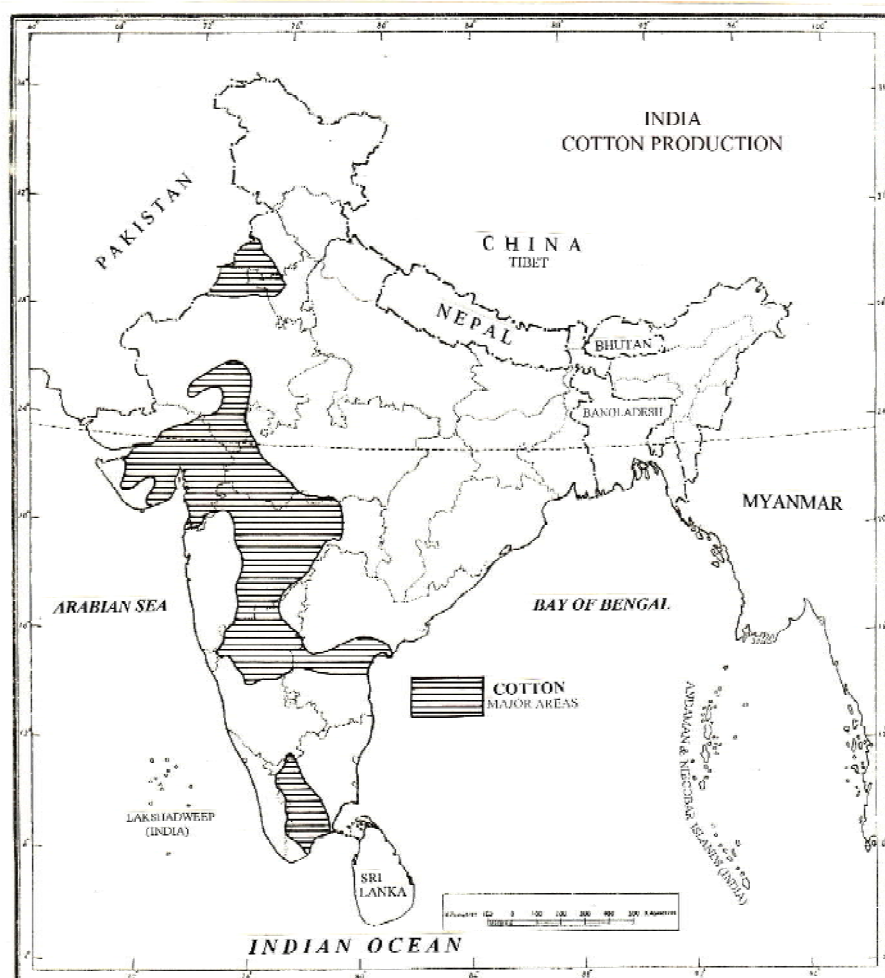 INDIA
COTTON PRODUCTION
PAKISTAN
CHINA
TIBET
NEPAL
BHUTAN
BANGLADESH
MYANMAR
ARABIAN SEA
BAY OF BENGAL
COTTON
MAJOR AREAS
ANDAMAN & NICOBAR ISLANDS (INDIA)
LAKSHADWEEP
(INDIA)
SRI
LANKA
INDIAN OCEAN